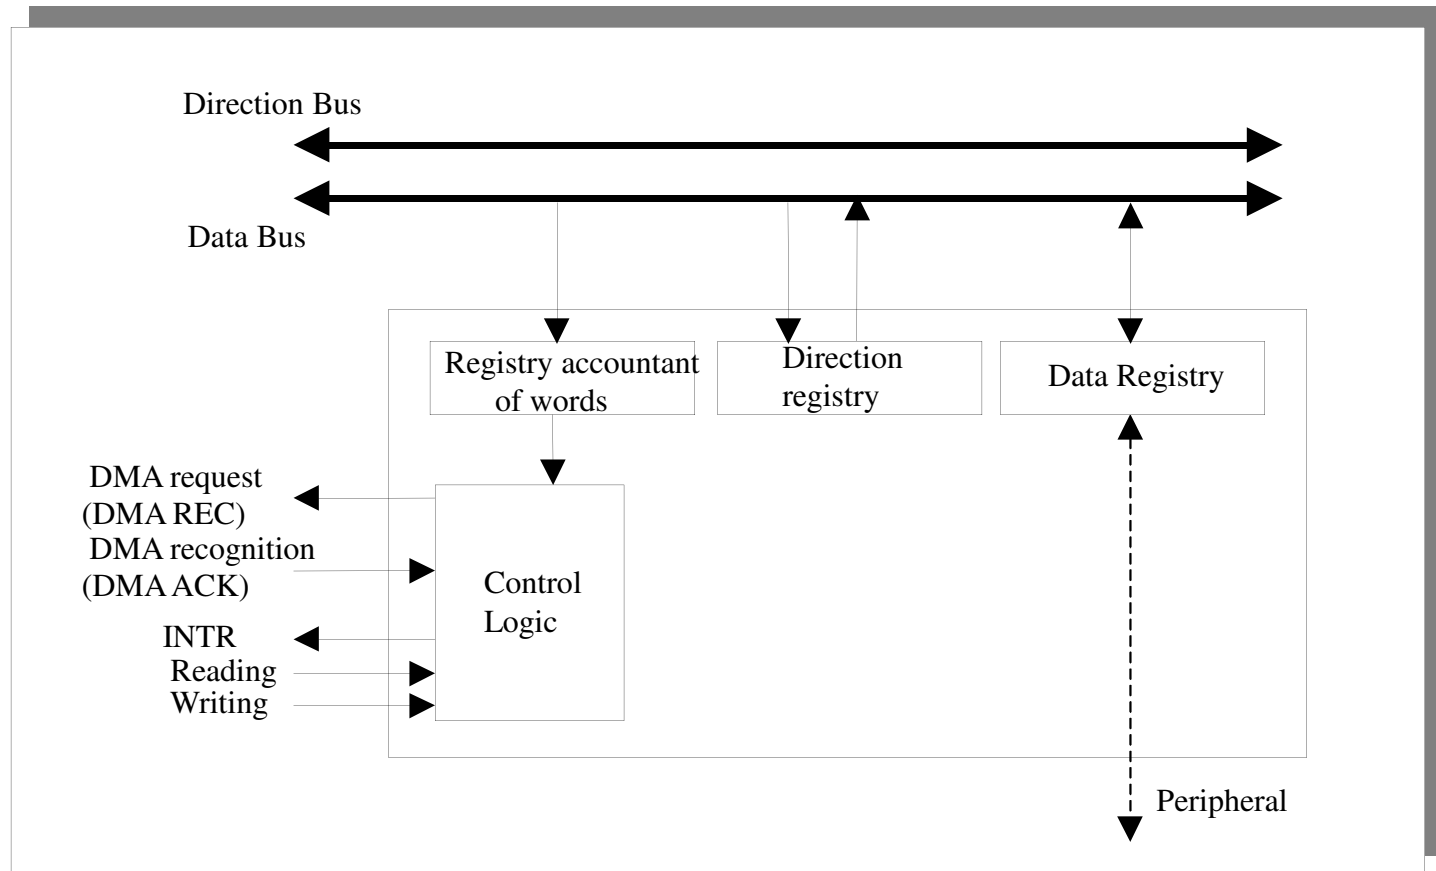 Direction Bus
Data Bus
Registry accountant
of words
Direction
registry
Data Registry
DMA request
(DMA REC)
DMA recognition
(DMA ACK)
INTR
Reading
Writing
Control
Logic
Peripheral